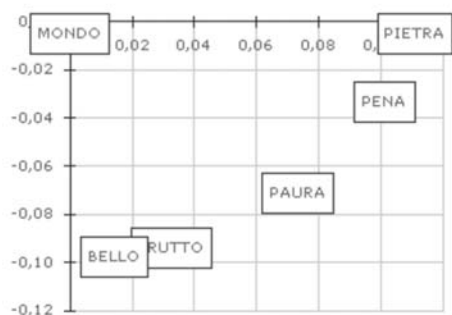 0
MONDO
0,02
0,04
0,06
0,08
0,
PIETRA
-0,02
PENA
-0,04
-0,06
PAURA
-0,08
RUTTO
BELLO
-0,10
-0,12